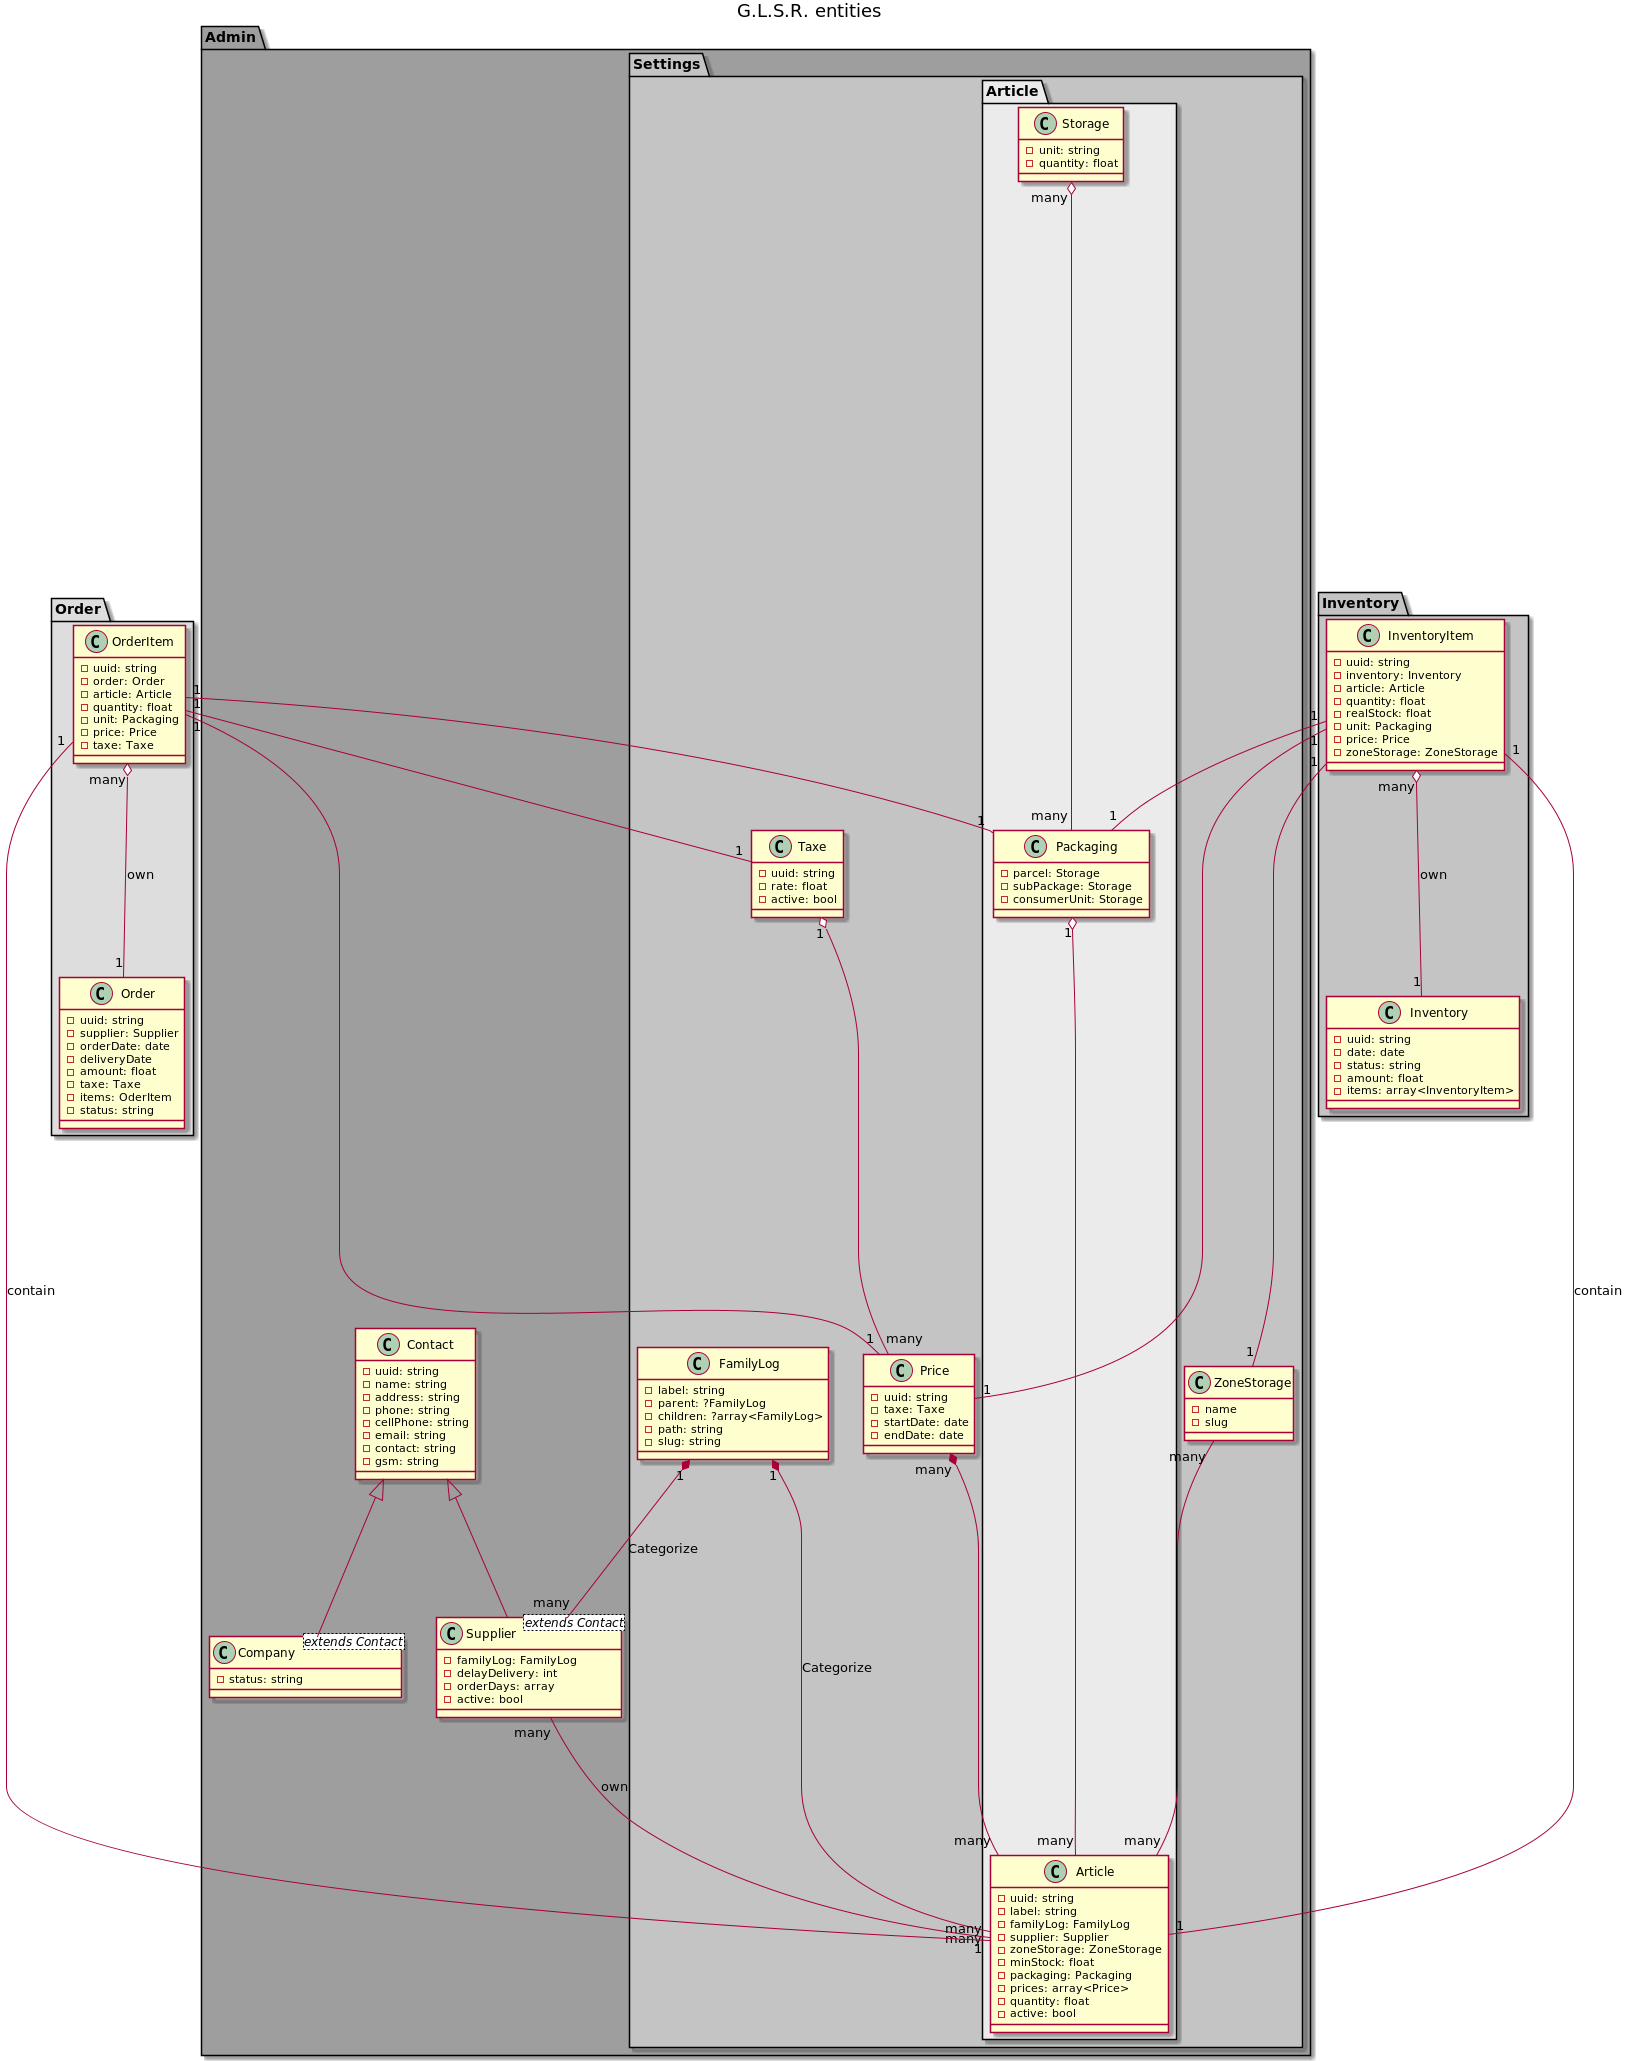 G.L.S.R. entities
Admin
Settings
Article
Storage
unit: string
quantity: float
many
Order
OrderItem
uuid: string
order: Order
article: Article
quantity: float
unit: Packaging
price: Price
taxe: Taxe
Inventory
InventoryItem
uuid: string
inventory: Inventory
article: Article
quantity: float
realStock: float
unit: Packaging
price: Price
zoneStorage: ZoneStorage
1
1
1
1
1
1
1
1
many
many
many
1
1
1
Taxe
uuid: string
rate: float
active: bool
1
Packaging
parcel: Storage
subPackage: Storage
consumerUnit: Storage
1
own
own
1
1
Order
uuid: string
supplier: Supplier
orderDate: date
deliveryDate
amount: float
taxe: Taxe
items: OderItem
status: string
Inventory
uuid: string
date: date
status: string
amount: float
items: array<InventoryItem>
contain
contain
Contact
uuid: string
name: string
address: string
phone: string
cellPhone: string
email: string
contact: string
gsm: string
FamilyLog
label: string
parent: ?FamilyLog
children: ?array<FamilyLog>
path: string
slug: string
1
1
1
many
Price
uuid: string
taxe: Taxe
startDate: date
endDate: date
many
1
1
ZoneStorage
name
slug
many
Categorize
many
Company
extends Contact
status: string
Supplier
extends Contact
familyLog: FamilyLog
delayDelivery: int
orderDays: array
active: bool
many
Categorize
own
many
many
many
Article
uuid: string
label: string
familyLog: FamilyLog
supplier: Supplier
zoneStorage: ZoneStorage
minStock: float
packaging: Packaging
prices: array<Price>
quantity: float
active: bool
many
many
1
1